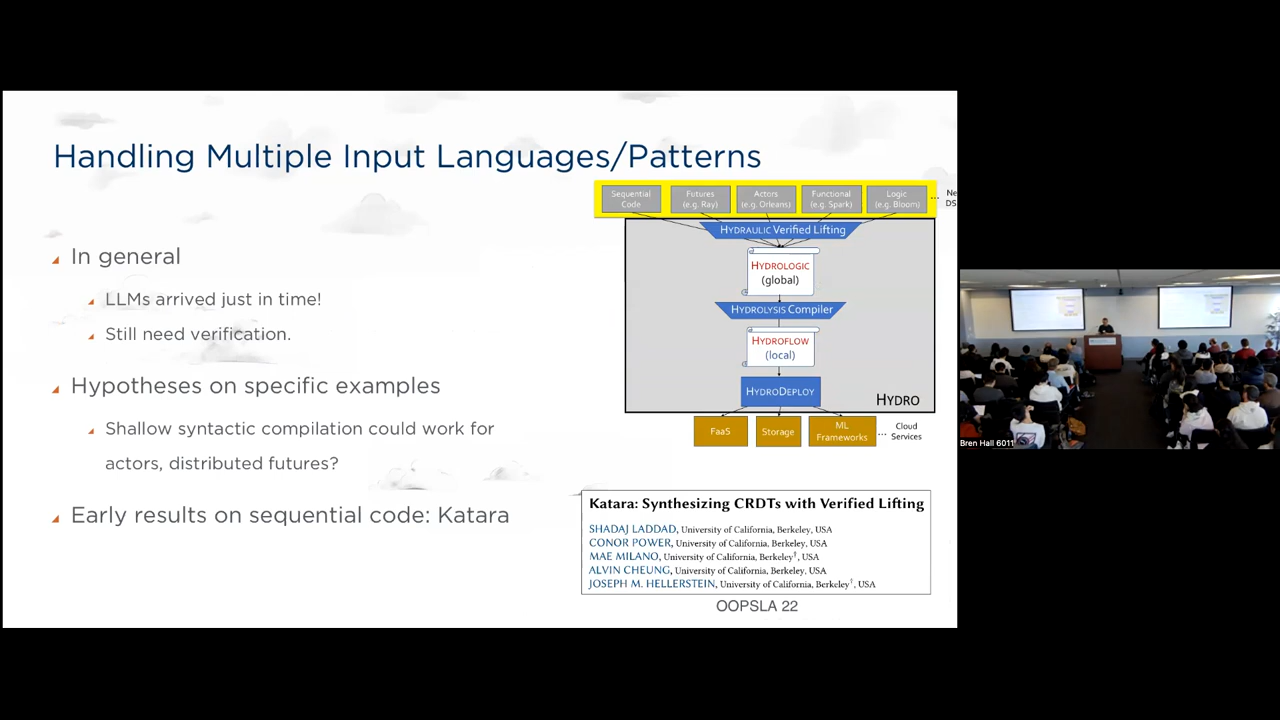 Handling Multiple Input Languages/Patterns
In general
LLMs arrived just in time!
Still need verification.
Hypotheses on specific examples
Shallow syntactic compilation could work for
actors, distributed futures?
Early results on sequential code: Katara
Sequential
Code
Futures
(e.g. Ray)
Actors
(e.g. Orleans)
Functional
(e.g. Spark)
Logic
(e.g. Bloom)
... Ne
DS
HYDRAULIC Verified Lifting
HYDROLOGIC
(global)
HYDROLYSIS Compiler
HYDROFLOW
(local)
HYDRODEPLOY
HYDRO
FaaS
Storage
ML
Frameworks
... Cloud
Services
Katara: Synthesizing CRDTs with Verified Lifting
SHADAJ LADDAD, University of California, Berkeley, USA
CONOR POWER, University of California, Berkeley, USA
MAE MILANO, University of California, Berkeley†, USA
ALVIN CHEUNG, University of California, Berkeley, USA
JOSEPH M. HELLERSTEIN, University of California, Berkeley‡, USA
OOPSLA 22
Bren Hall 6011